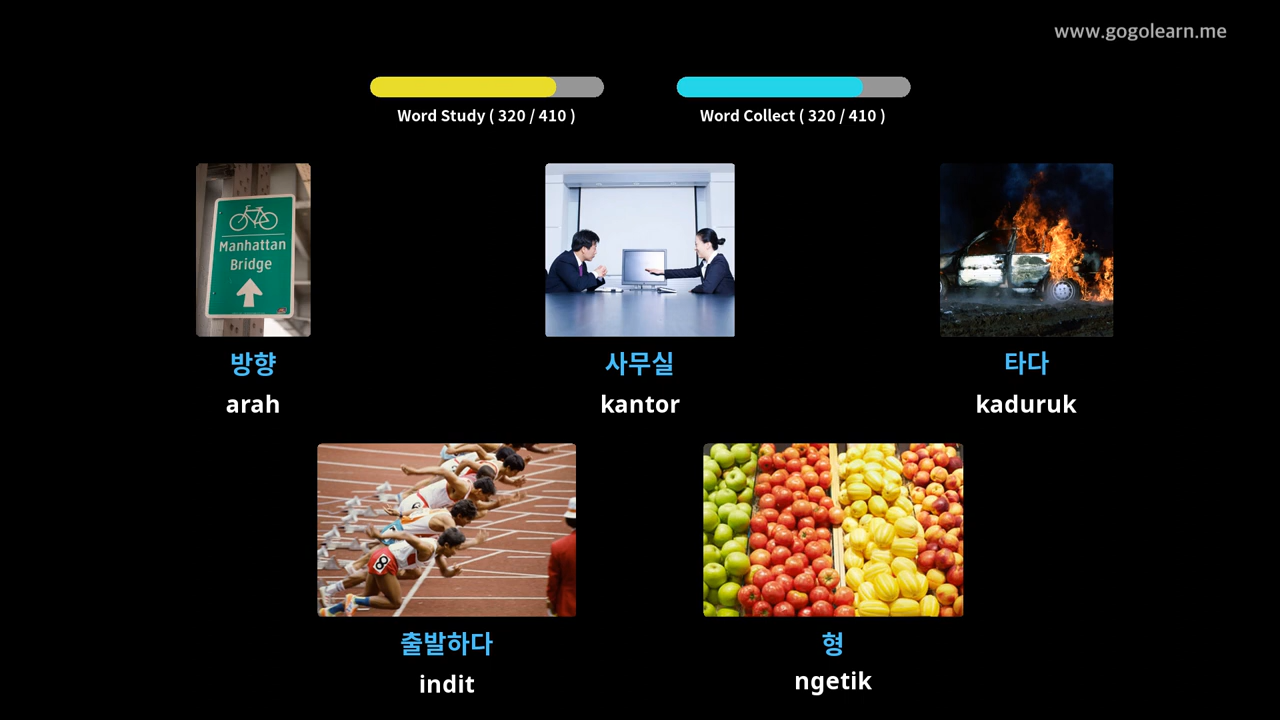 www.gogolearn.me
Word Study ( 320 / 410 )
Word Collect ( 320 / 410 )
Manhattan
Bridge
방향
arah
사무실
kantor
타다
kaduruk
8
출발하다
indit
형
ngetik